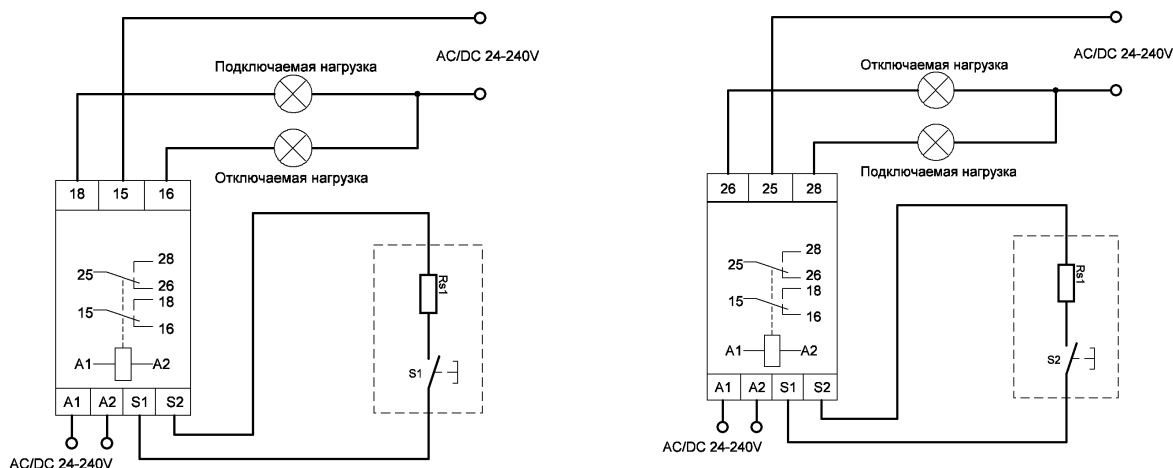 AC/DC 24-240V
Подключаемая нагрузка
Отключаемая нагрузка
18 15 16
28
25
26
18
15
16
A1 A2
Rs1
S1
A1 A2 S1 S2
AC/DC 24-240V
AC/DC 24-240V
Отключаемая нагрузка
Подключаемая нагрузка
26 25 28
28
25
26
18
15
16
A1 A2
Rs1
S2
A1 A2 S1 S2
AC/DC 24-240V